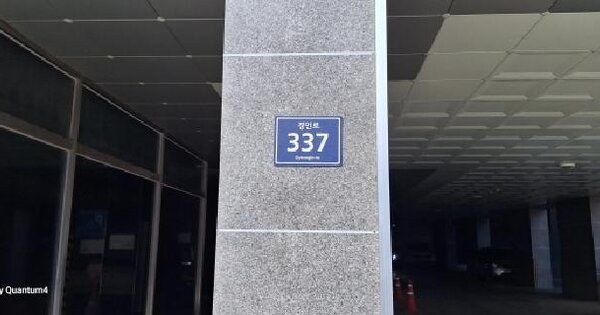 경인로
337
Gyeongin-ro
y Quantum4